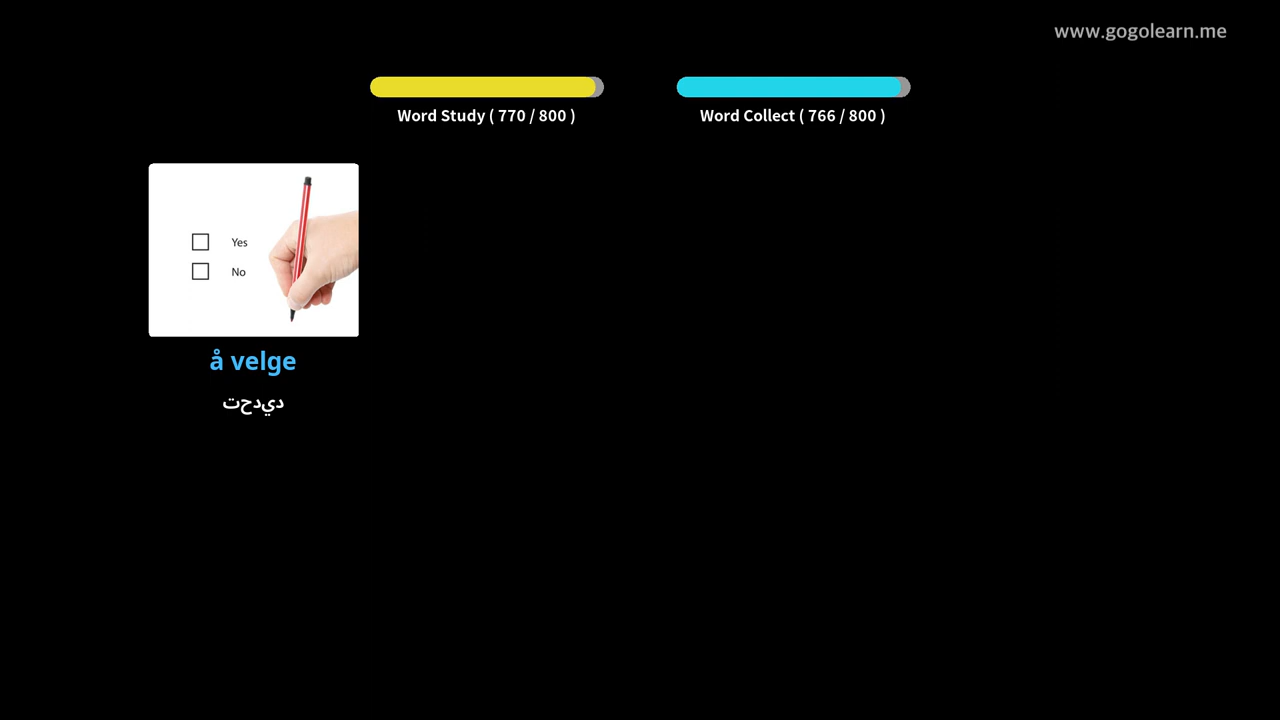 www.gogolearn.me
Word Study ( 770 / 800 )
Word Collect ( 766 / 800 )
Yes
No
å velge
تحديد